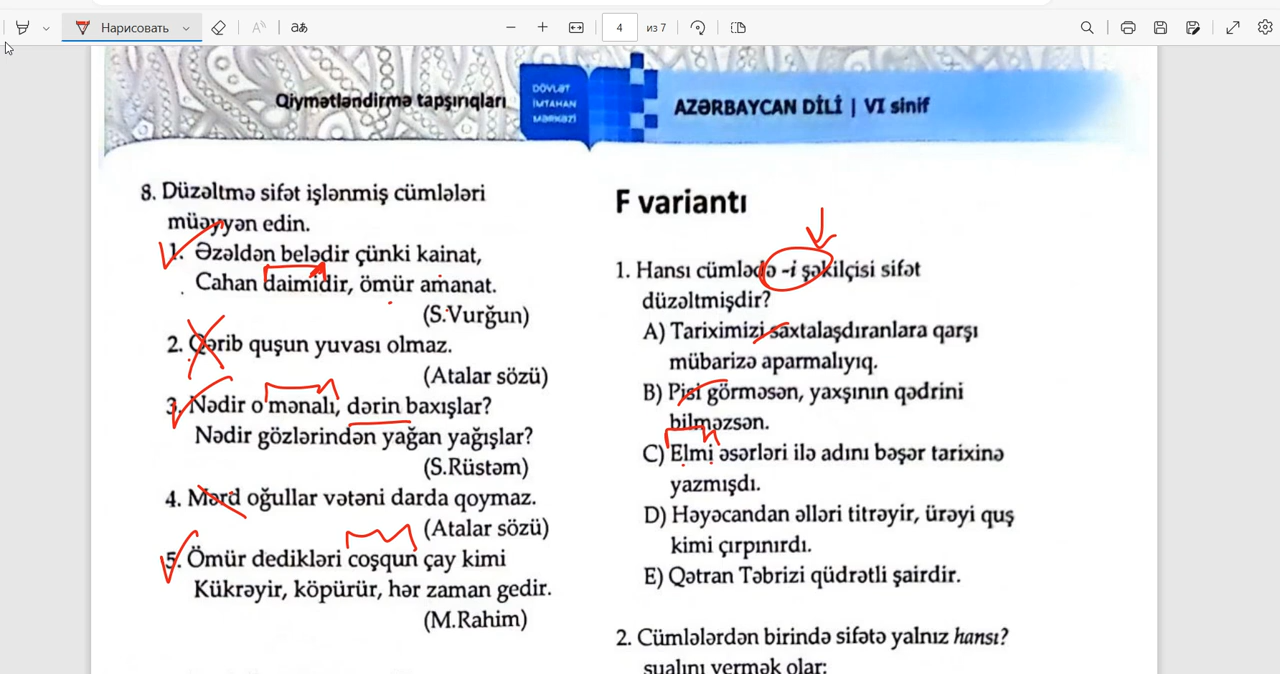 Нарисовать
4
из 7
Qiymətləndirmə tapşırıqları
DÖVLƏT
İMTAHAN
MƏRKƏZİ
AZƏRBAYCAN DİLİ | VI sinif
8. Düzəltmə sifət işlənmiş cümlələri
müəyyən edin.
1. Əzəldən belədir çünki kainat,
Cahan daimidir, ömür amanat.
(S.Vurğun)
2. Qərib quşun yuvası olmaz.
(Atalar sözü)
3. Nədir o mənalı, dərin baxışlar?
Nədir gözlərindən yağan yağışlar?
(S.Rüstəm)
4. Mərd oğullar vətəni darda qoymaz.
(Atalar sözü)
5. Ömür dedikləri coşqun çay kimi
Kükrəyir, köpürür, hər zaman gedir.
(M.Rahim)
F variantı
1. Hansı cümlədə -i şəkilçisi sifət
düzəltmişdir?
A) Tariximizi saxtalaşdıranlara qarşı
mübarizə aparmalıyıq.
B) Pisi görməsən, yaxşının qədrini
bilməzsən.
C) Elmi əsərləri ilə adını bəşər tarixinə
yazmışdı.
D) Həyəcandan əlləri titrəyir, ürəyi quş
kimi çırpınırdı.
E) Qətran Təbrizi qüdrətli şairdir.
2. Cümlələrdən birində sifətə yalnız hansı?
sualını vermək olar: